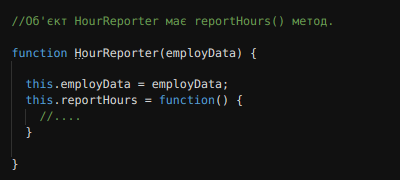 //Об'єкт HourReporter має reportHours() метод.
function HourReporter(employData) {
this.employData = employData;
this.reportHours = function() {
//....
}
}